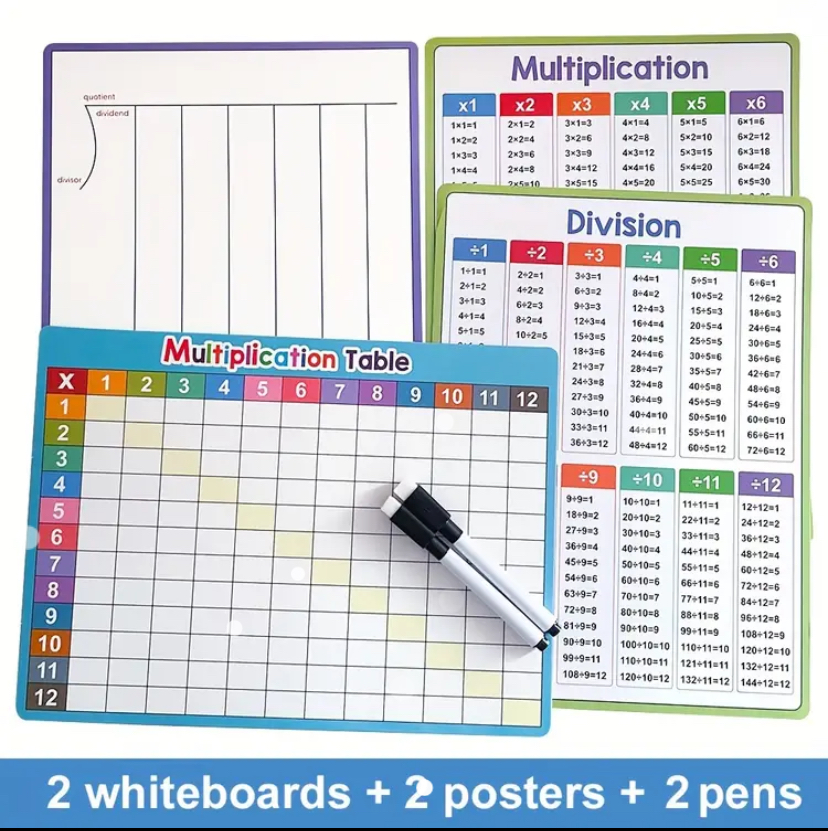 quotient
dividend
divisor
Multiplication
x1 x2 x3 x4 x5 x6
1×1=1 2×1=2 3×1=3 4×1=4 5×1=5 6×1=6
1×2=2 2×2=4 3×2=6 4×2=8 5×2=10 6×2=12
1×3=3 2×3=6 3×3=9 4×3=12 5×3=15 6×3=18
1×4=4 2×4=8 3×4=12 4×4=16 5×4=20 6×4=24
2×5=10 3×5=15 4×5=20 5×5=25 6×5=30
Division
÷1 ÷2 ÷3 ÷4 ÷5 ÷6
1÷1=1 2÷2=1 3÷3=1 4÷4=1 5÷5=1 6÷6=1
2÷1=2 4÷2=2 6÷3=2 8÷4=2 10÷5=2 12÷6=2
3÷1=3 6÷2=3 9÷3=3 12÷4=3 15÷5=3 18÷6=3
4÷1=4 8÷2=4 12÷3=4 16÷4=4 20÷5=4 24÷6=4
5÷1=5 10÷2=5 15÷3=5 20÷4=5 25÷5=5 30÷6=5
18÷3=6 24÷4=6 30÷5=6 36÷6=6
21÷3=7 28÷4=7 35÷5=7 42÷6=7
24÷3=8 32÷4=8 40÷5=8 48÷6=8
27÷3=9 36÷4=9 45÷5=9 54÷6=9
30÷3=10 40÷4=10 50÷5=10 60÷6=10
33÷3=11 44÷4=11 55÷5=11 66÷6=11
36÷3=12 48÷4=12 60÷5=12 72÷6=12
÷9 ÷10 ÷11 ÷12
9÷9=1 10÷10=1 11÷11=1 12÷12=1
18÷9=2 20÷10=2 22÷11=2 24÷12=2
27÷9=3 30÷10=3 33÷11=3 36÷12=3
36÷9=4 40÷10=4 44÷11=4 48÷12=4
45÷9=5 50÷10=5 55÷11=5 60÷12=5
54÷9=6 60÷10=6 66÷11=6 72÷12=6
63÷9=7 70÷10=7 77÷11=7 84÷12=7
72÷9=8 80÷10=8 88÷11=8 96÷12=8
81÷9=9 90÷10=9 99÷11=9 108÷12=9
90÷9=10 100÷10=10 110÷11=10 120÷12=10
99÷9=11 110÷10=11 121÷11=11 132÷12=11
108÷9=12 120÷10=12 132÷11=12 144÷12=12
Multiplication Table
X 1 2 3 4 5 6 7 8 9 10 11 12
1
2
3
4
5
6
7
8
9
10
11
12
2 whiteboards + 2 posters + 2 pens